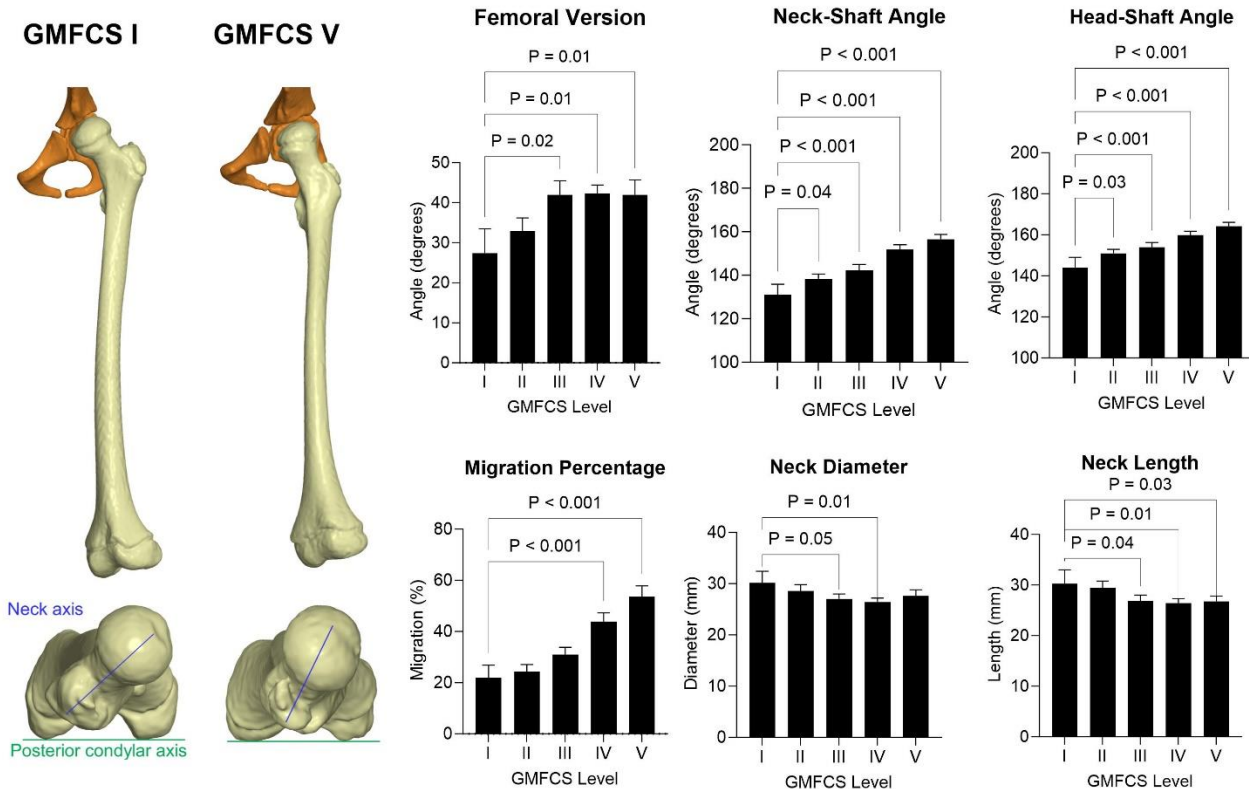 GMFCS I
GMFCS V
Neck axis
Posterior condylar axis
Femoral Version
P = 0.01
P = 0.01
P = 0.02
Angle (degrees)
50
40
30
20
10
0
I II III IV V
GMFCS Level
Neck-Shaft Angle
P < 0.001
P < 0.001
P < 0.001
P = 0.04
Angle (degrees)
200
180
160
140
120
100
I II III IV V
GMFCS Level
Head-Shaft Angle
P < 0.001
P < 0.001
P < 0.001
P = 0.03
Angle (degrees)
200
180
160
140
120
100
I II III IV V
GMFCS Level
Migration Percentage
P < 0.001
P < 0.001
Migration (%)
80
60
40
20
0
I II III IV V
GMFCS Level
Neck Diameter
P = 0.01
P = 0.05
Diameter (mm)
40
30
20
10
0
I II III IV V
GMFCS Level
Neck Length
P = 0.03
P = 0.01
P = 0.04
Length (mm)
40
30
20
10
0
I II III IV V
GMFCS Level